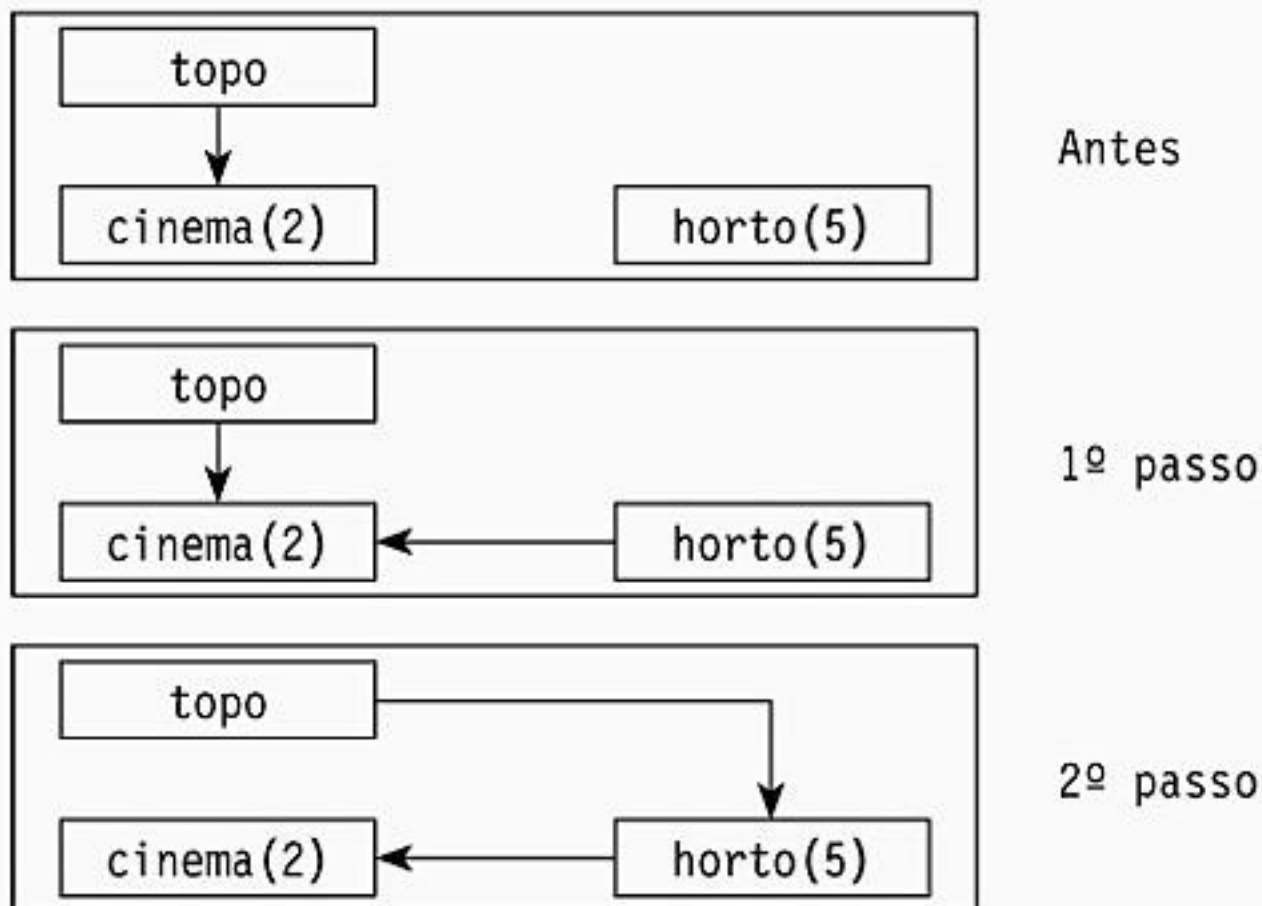 topo
Antes
cinema(2) horto(5)
topo
1º passo
cinema(2) horto(5)
topo
2º passo
cinema(2) horto(5)